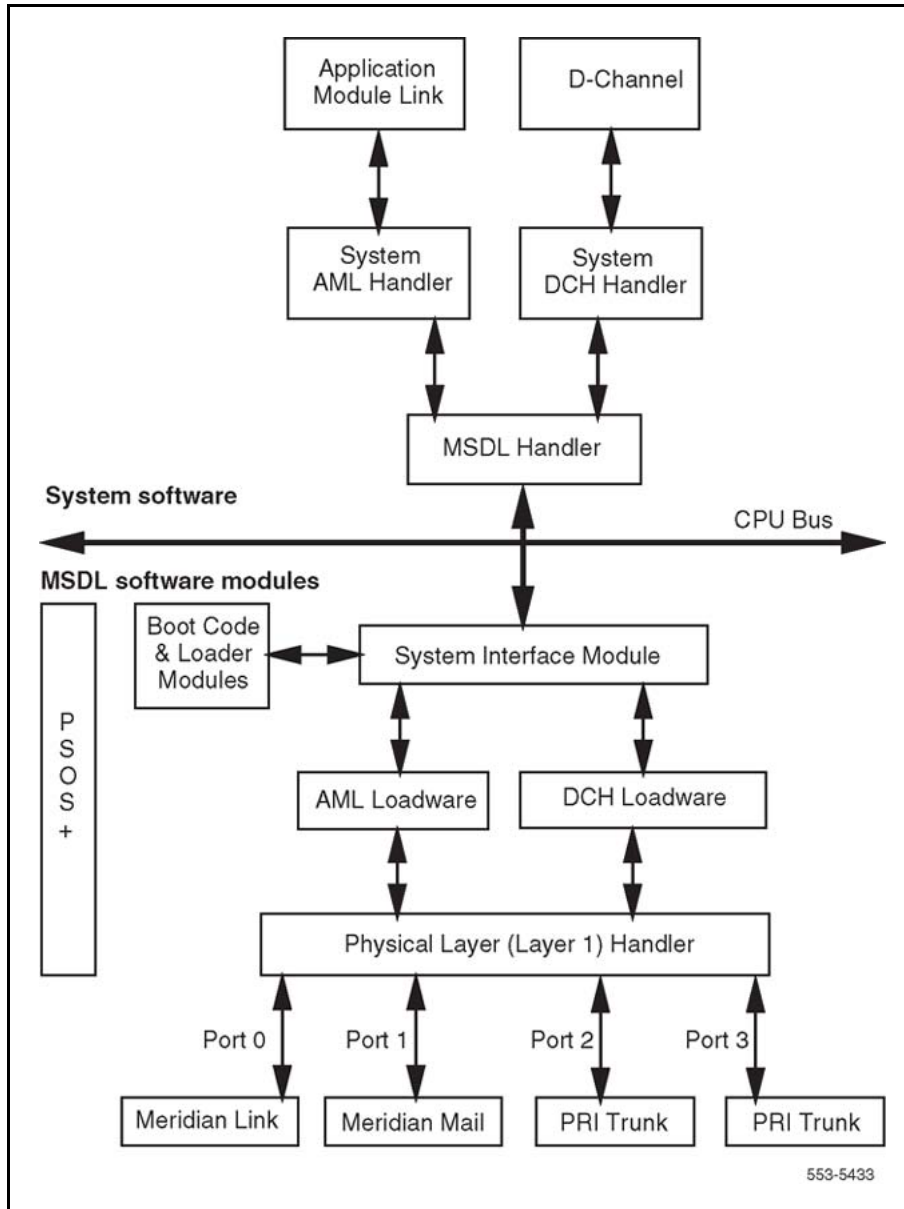 Application
Module Link
D-Channel
System
AML Handler
System
DCH Handler
MSDL Handler
System software
CPU Bus
MSDL software modules
Boot Code
& Loader
Modules
System Interface Module
P
S
O
S
+
AML Loadware
DCH Loadware
Physical Layer (Layer 1) Handler
Port 0
Port 1
Port 2
Port 3
Meridian Link
Meridian Mail
PRI Trunk
PRI Trunk
553-5433